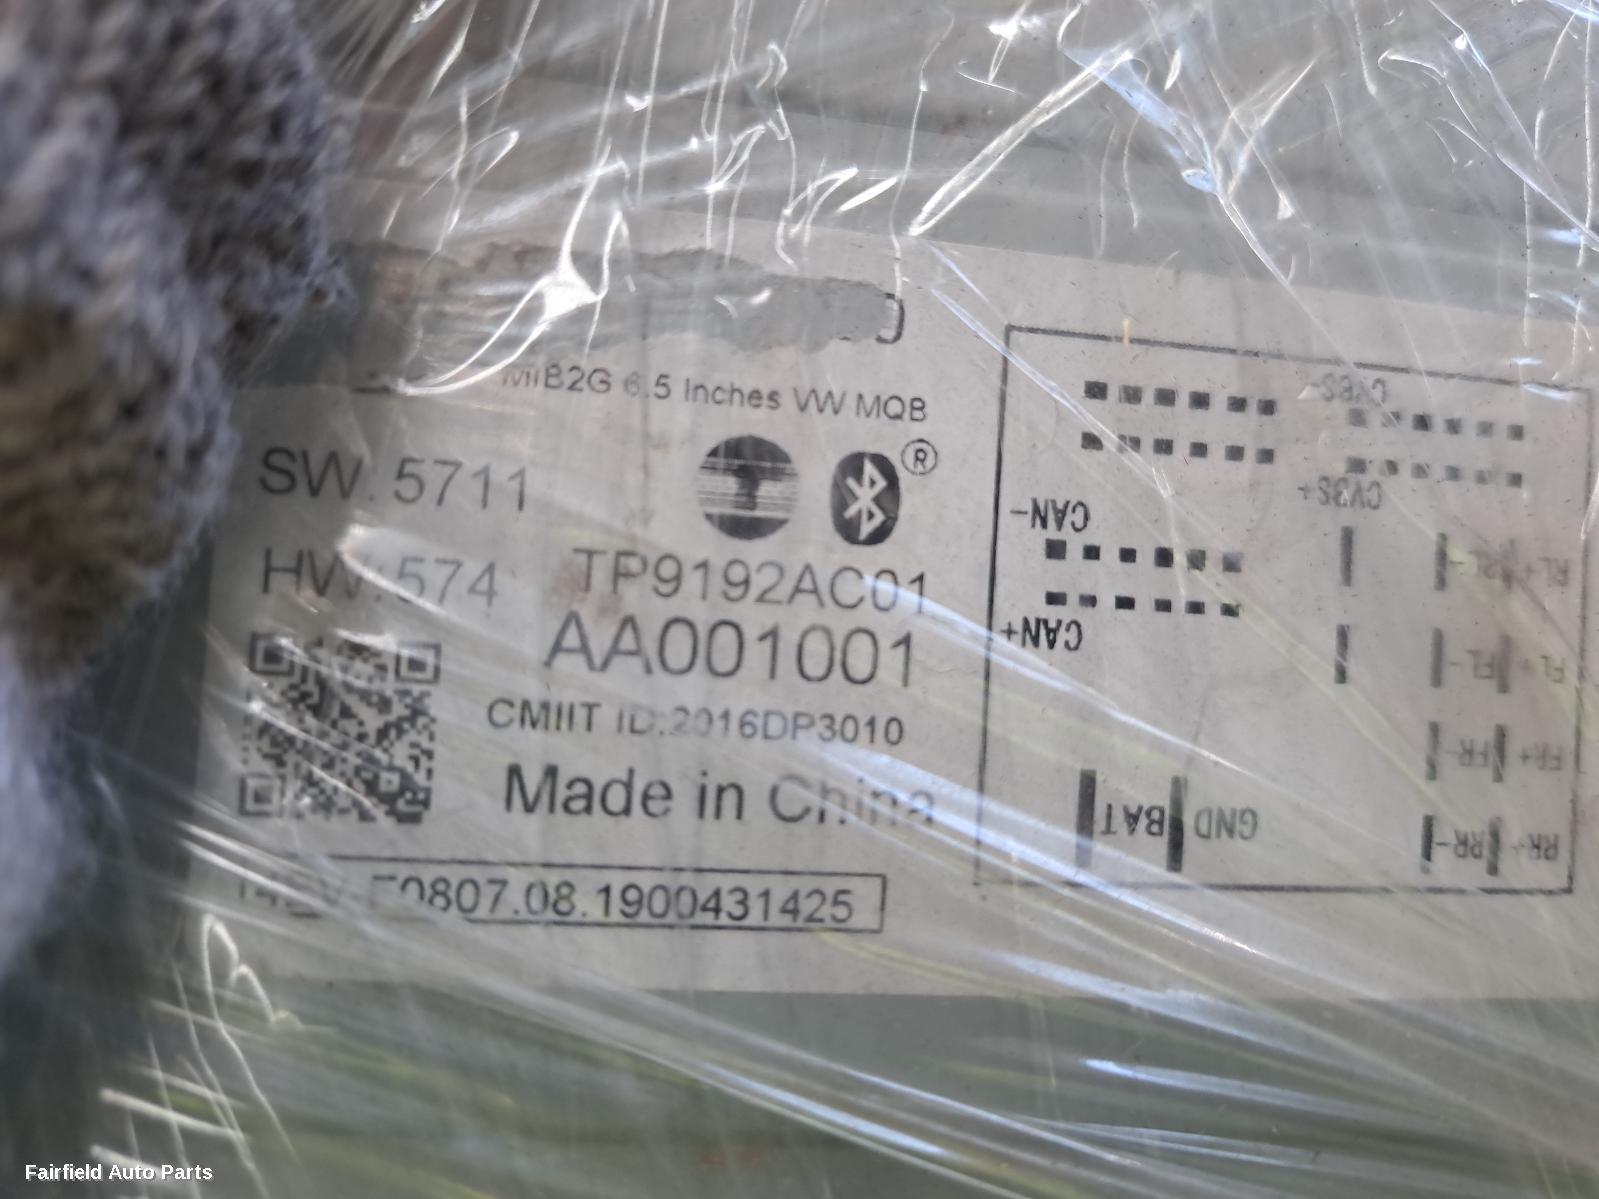 MIB2G 6.5 Inches VW MQB
®
SW: 5711
HW:574
TP9192AC01
AA001001
CMIIT ID:2016DP3010
Made in China
0807.08.1900431425
CVBS-
CVBS+
CAN-
CAN+
RL+
RL-
FL+
FL-
FR+
FR-
RR+
RR-
BAT
GND
Fairfield Auto Parts